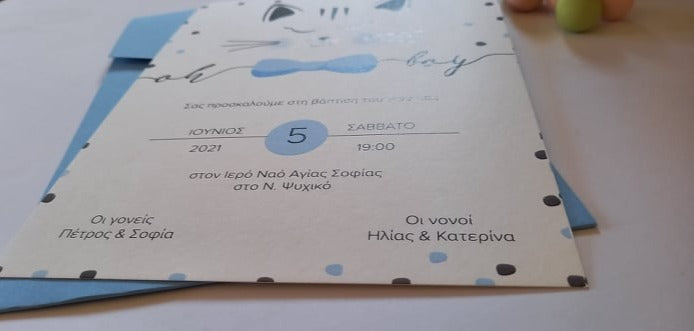 oh boy
Σας προσκαλούμε στη βάπτιση του
ΙΟΥΝΙΟΣ 5 ΣΑΒΒΑΤΟ
2021 19:00
στον Ιερό Ναό Αγίας Σοφίας
στο Ν. Ψυχικό
Οι γονείς
Πέτρος & Σοφία
Οι νονοί
Ηλίας & Κατερίνα